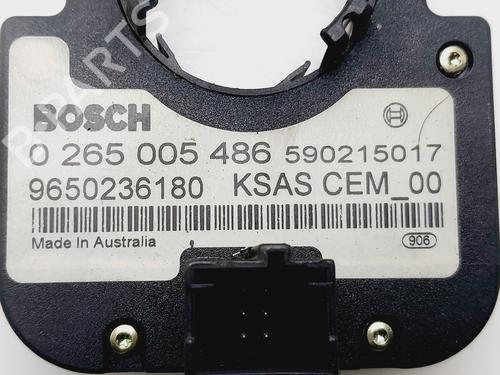 BOSCH
0 265 005 486 590215017
9650236180 KSAS CEM_00
Made In Australia
906